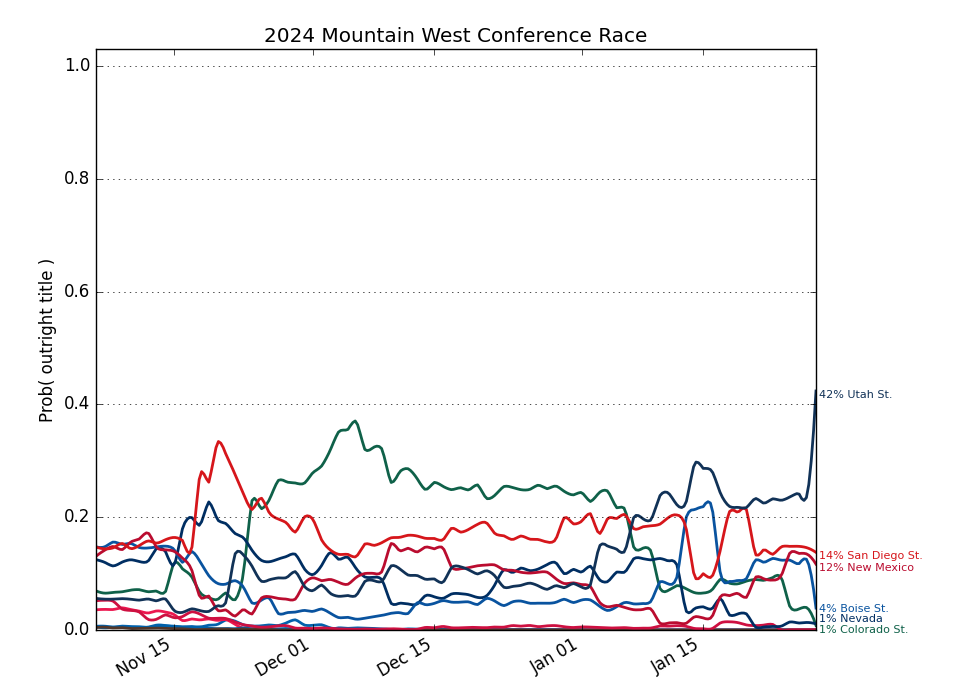 2024 Mountain West Conference Race
Prob( outright title )
1.0
0.8
0.6
0.4
0.2
0.0
Nov 15
Dec 01
Dec 15
Jan 01
Jan 15
42% Utah St.
14% San Diego St.
12% New Mexico
4% Boise St.
1% Nevada
1% Colorado St.